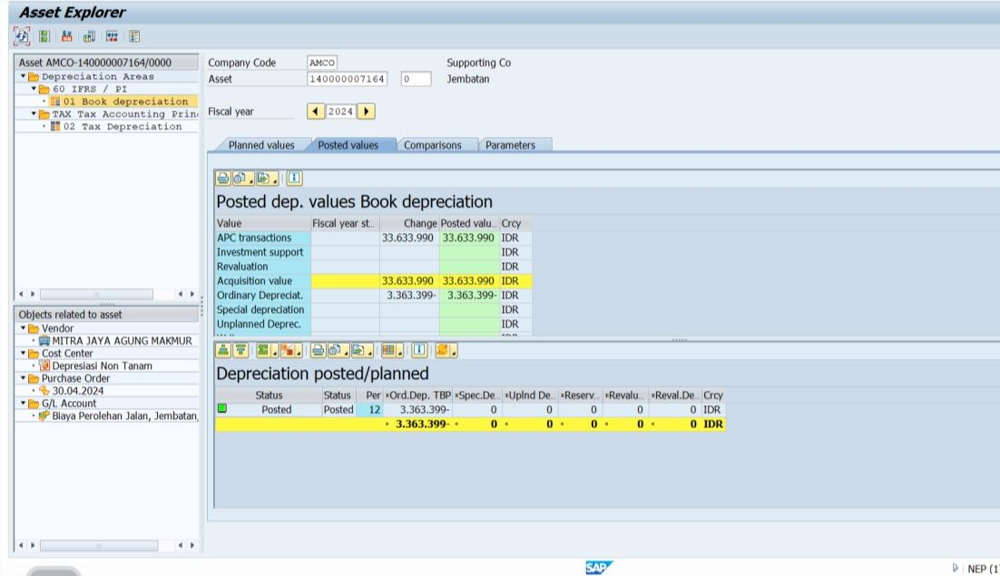 Asset Explorer
Asset AMCO-140000007164/0000
Depreciation Areas
60 IFRS / PI
01 Book depreciation
TAX Tax Accounting Prin
02 Tax Depreciation
Company Code AMCO Supporting Co
Asset 140000007164 0 Jembatan
Fiscal year 2024
Planned values Posted values Comparisons Parameters
Posted dep. values Book depreciation
Value Fiscal year st... Change Posted valu... Crcy
APC transactions 33.633.990 33.633.990 IDR
Investment support IDR
Revaluation IDR
Acquisition value 33.633.990 33.633.990 IDR
Ordinary Depreciat. 3.363.399- 3.363.399- IDR
Special depreciation IDR
Unplanned Deprec. IDR
Objects related to asset
Vendor
MITRA JAYA AGUNG MAKMUR
Cost Center
Depresiasi Non Tanam
Purchase Order
30.04.2024
G/L Account
Biaya Perolehan Jalan, Jembatan,
Depreciation posted/planned
Status Status Per Ord.Dep. TBP Spec.De... Uplnd De... Reserv... Revalu... Reval.De... Crcy
Posted Posted 12 3.363.399- 0 0 0 0 0 IDR
3.363.399- 0 0 0 0 0 IDR
SAP
NEP (1